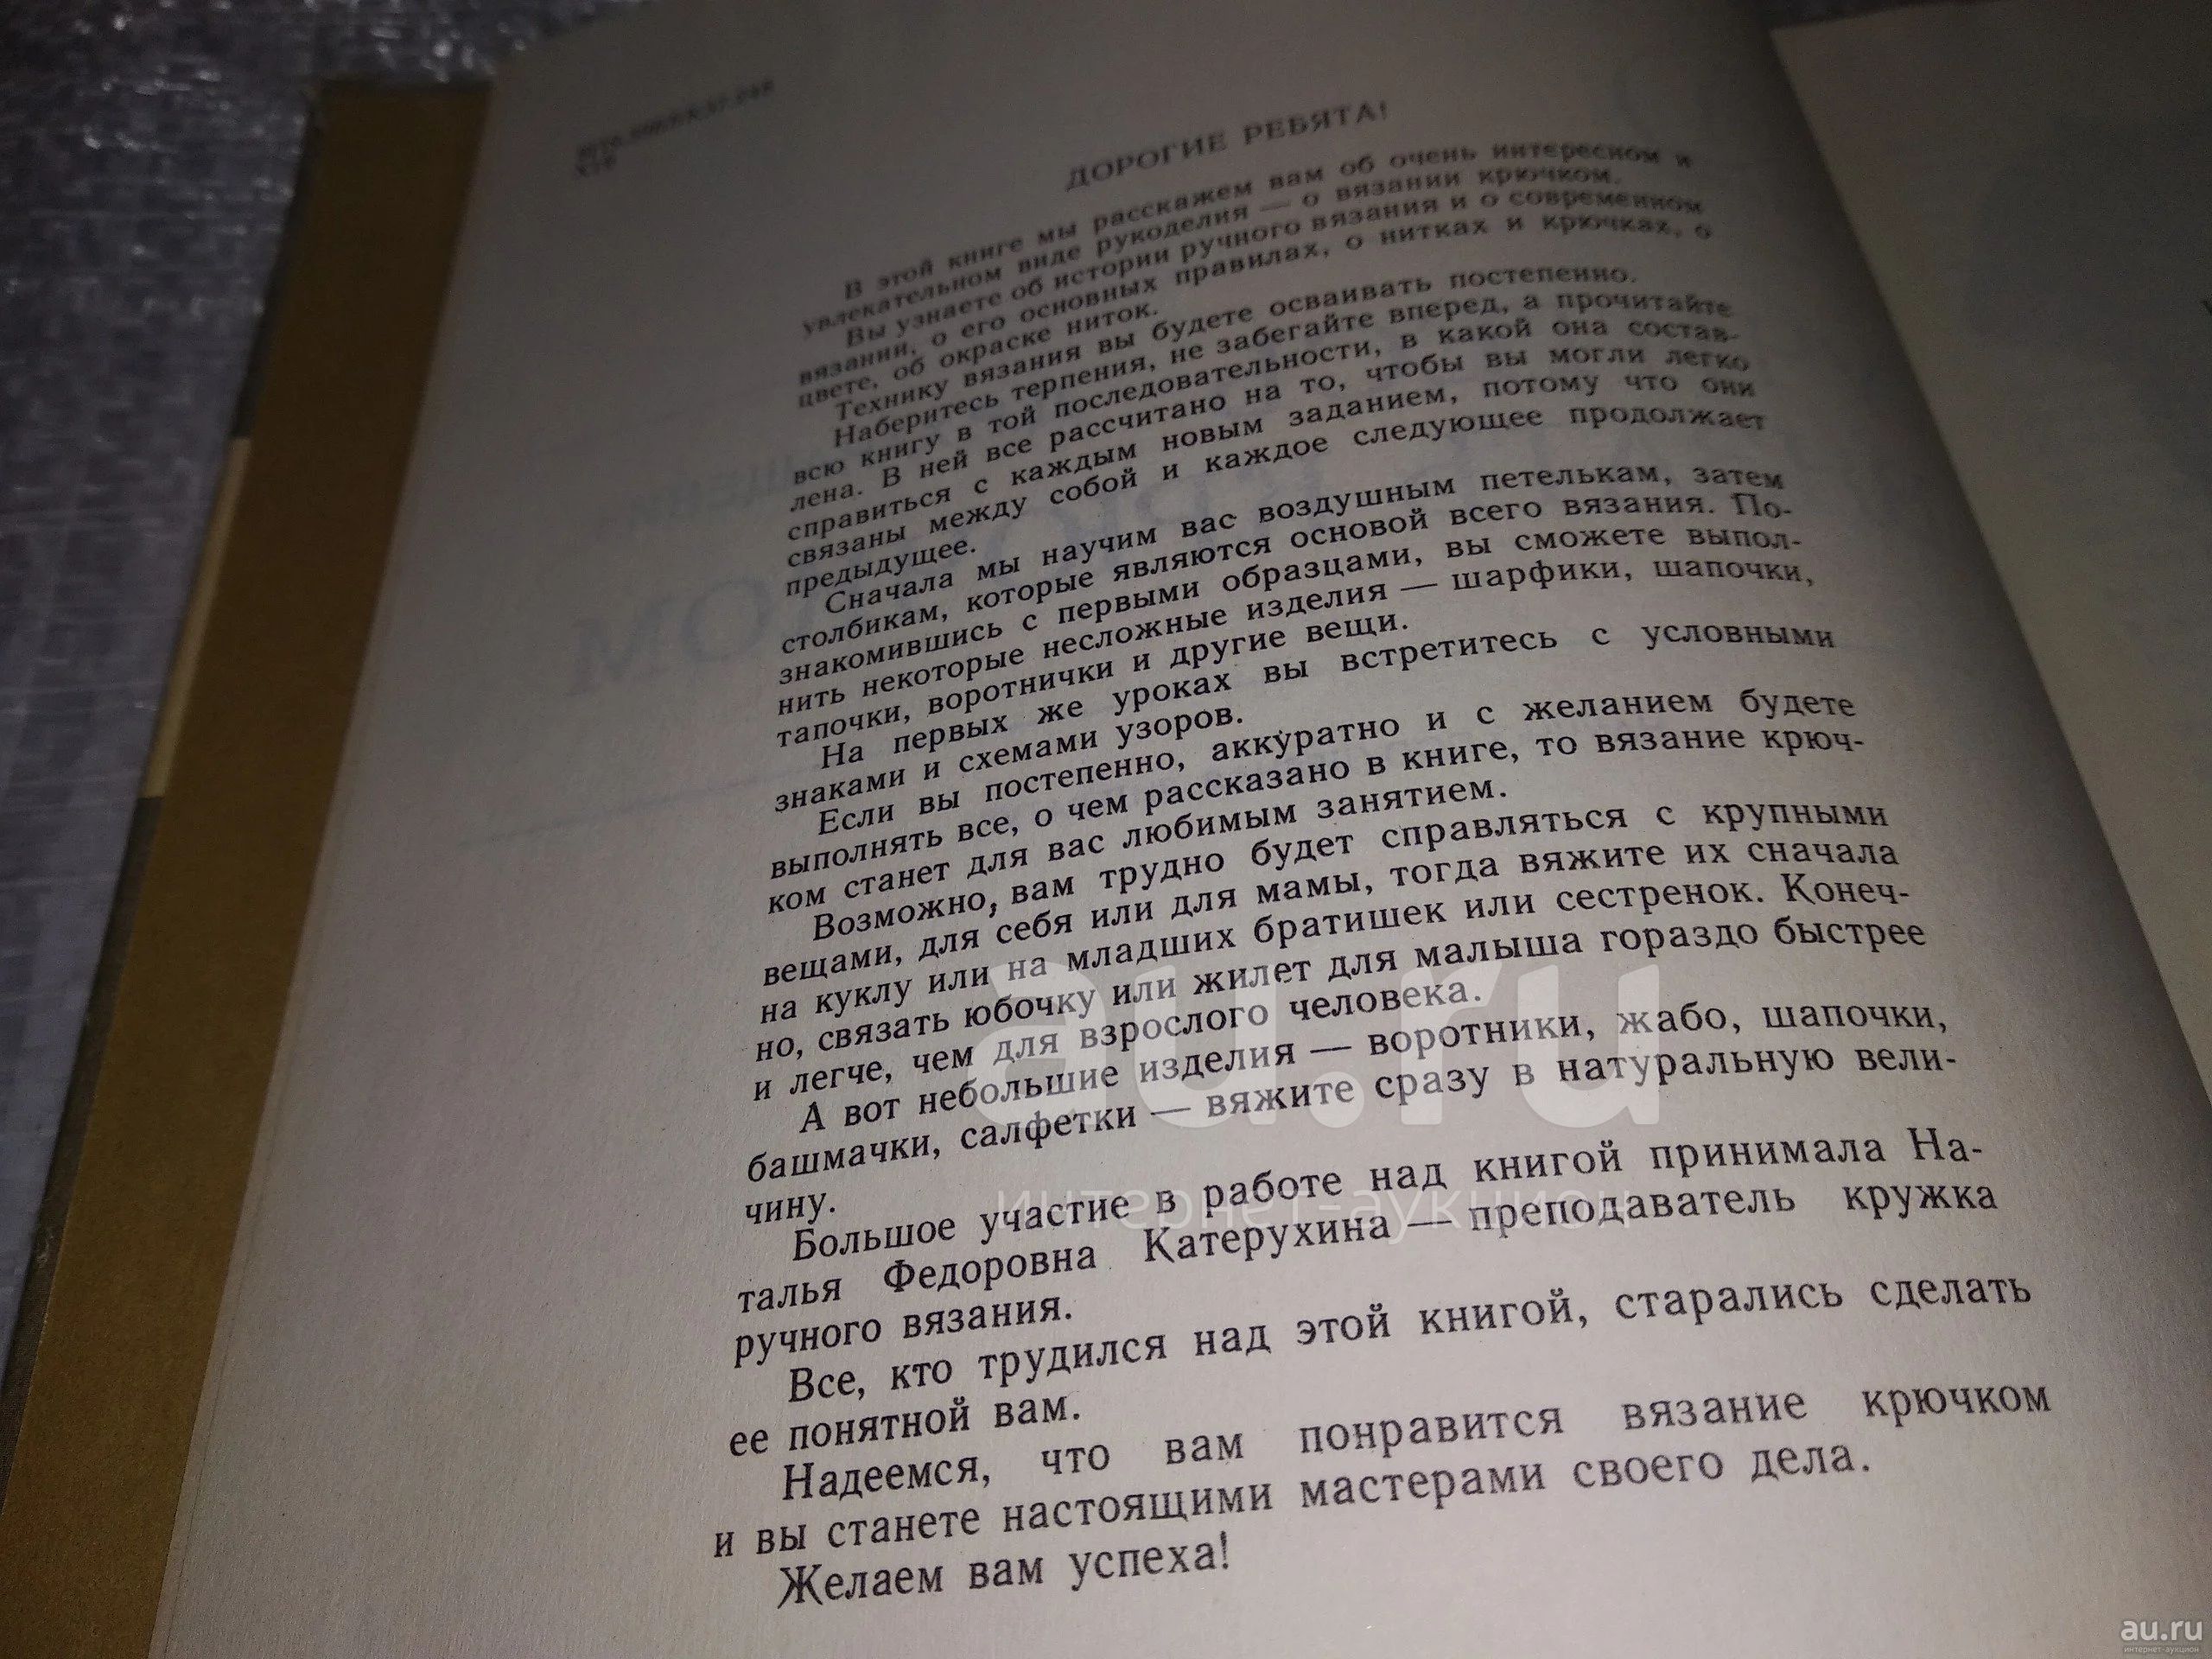 ДОРОГИЕ РЕБЯТА!
В этой книге мы расскажем вам об очень интересном и
увлекательном виде рукоделия — о вязании крючком.
Вы узнаете об истории ручного вязания и о современном
вязании, о его основных правилах, о нитках и крючках, о
цвете, об окраске ниток.
Технику вязания вы будете осваивать постепенно.
Наберитесь терпения, не забегайте вперед, а прочитайте
всю книгу в той последовательности, в какой она состав-
лена. В ней все рассчитано на то, чтобы вы могли легко
справиться с каждым новым заданием, потому что они
связаны между собой и каждое следующее продолжает
предыдущее.
Сначала мы научим вас воздушным петелькам, затем
столбикам, которые являются основой всего вязания. По-
знакомившись с первыми образцами, вы сможете выпол-
нить некоторые несложные изделия — шарфики, шапочки,
тапочки, воротнички и другие вещи.
На первых же уроках вы встретитесь с условными
знаками и схемами узоров.
Если вы постепенно, аккуратно и с желанием будете
выполнять все, о чем рассказано в книге, то вязание крюч-
ком станет для вас любимым занятием.
Возможно, вам трудно будет справляться с крупными
вещами, для себя или для мамы, тогда вяжите их сначала
на куклу или на младших братишек или сестренок. Конеч-
но, связать юбочку или жилет для малыша гораздо быстрее
и легче, чем для взрослого человека.
А вот небольшие изделия — воротники, жабо, шапочки,
башмачки, салфетки — вяжите сразу в натуральную вели-
чину.
Большое участие в работе над книгой принимала На-
талья Федоровна Катерухина — преподаватель кружка
ручного вязания.
Все, кто трудился над этой книгой, старались сделать
ее понятной вам.
Надеемся, что вам понравится вязание крючком
и вы станете настоящими мастерами своего дела.
Желаем вам успеха!
au.ru
интернет-аукцион
au.ru
интернет-аукцион